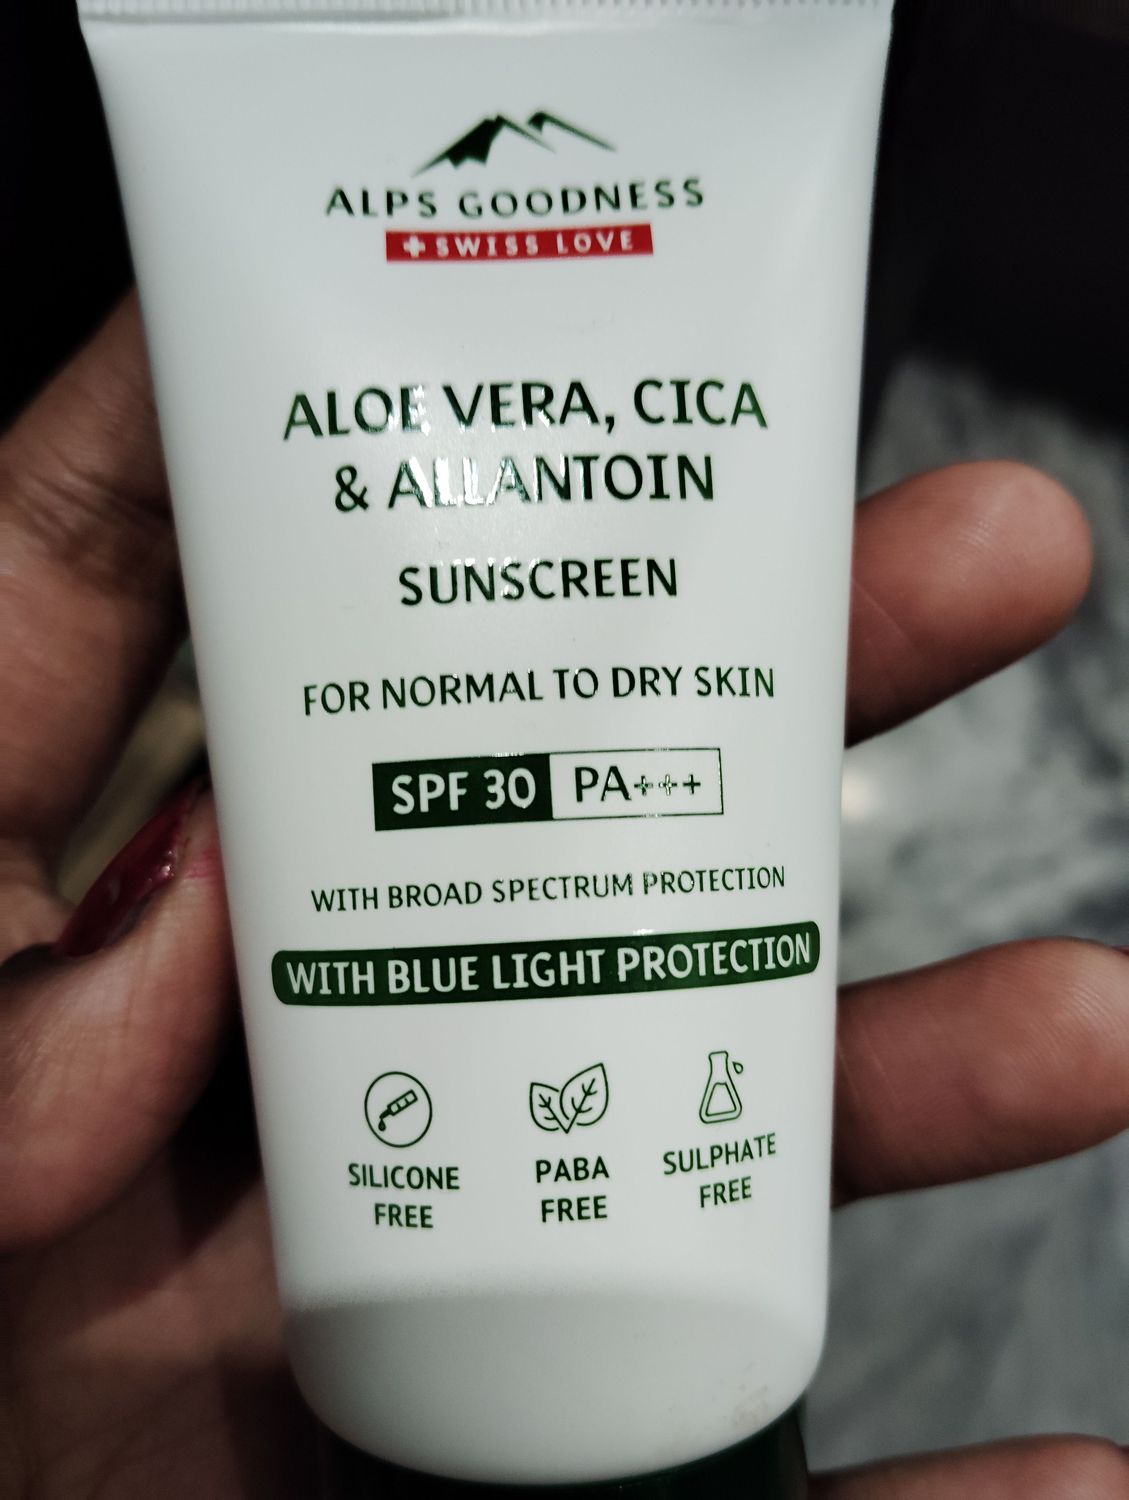 ALPS GOODNESS
+ SWISS LOVE
ALOE VERA, CICA
& ALLANTOIN
SUNSCREEN
FOR NORMAL TO DRY SKIN
SPF 30 PA+++
WITH BROAD SPECTRUM PROTECTION
WITH BLUE LIGHT PROTECTION
SILICONE
FREE
PABA
FREE
SULPHATE
FREE